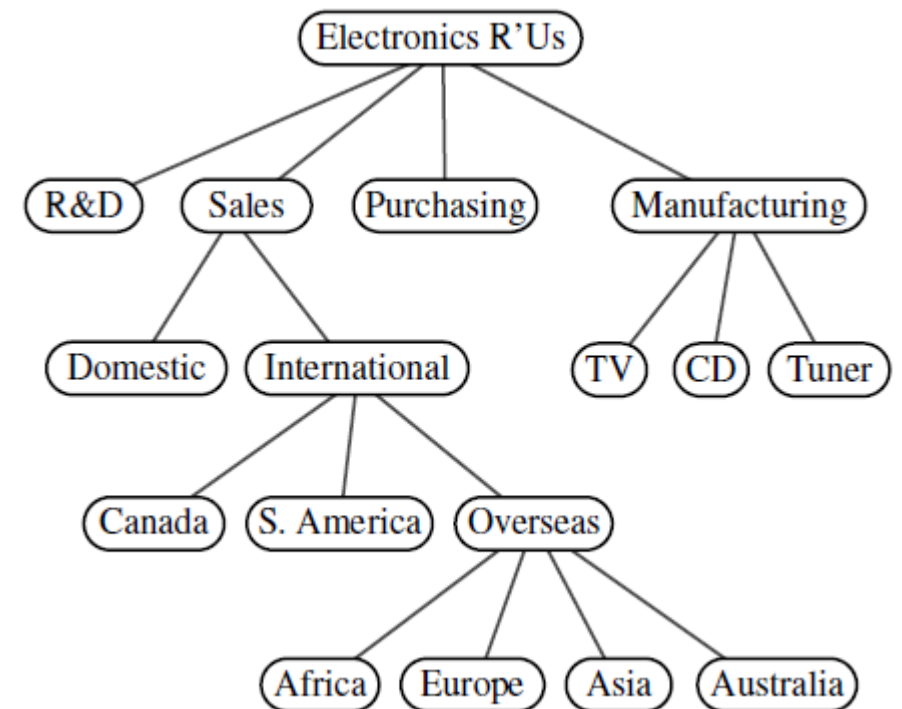 Electronics R’Us
R&D Sales Purchasing Manufacturing
Domestic International TV CD Tuner
Canada S. America Overseas
Africa Europe Asia Australia